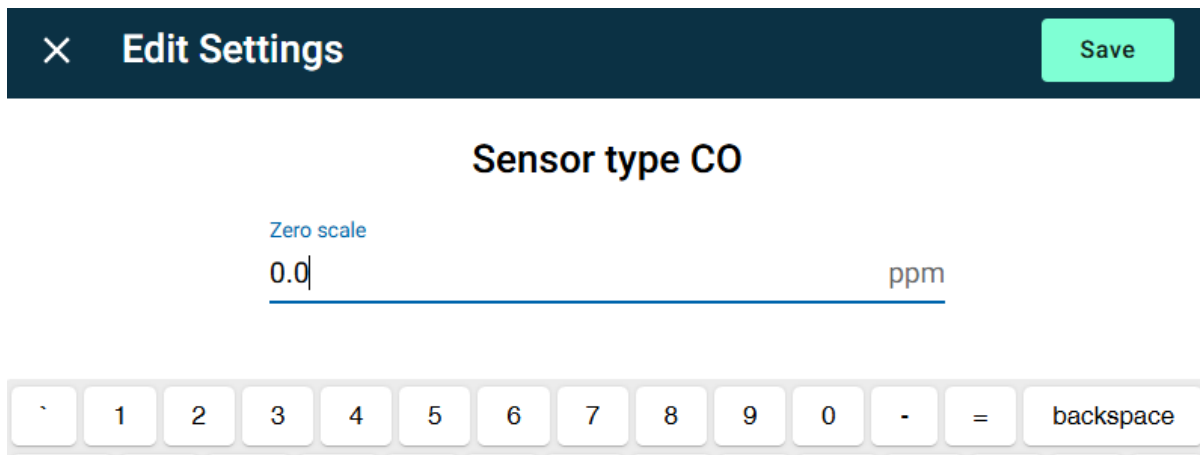 Edit Settings Save
Sensor type CO
Zero scale
0.0 ppm
` 1 2 3 4 5 6 7 8 9 0 - = backspace